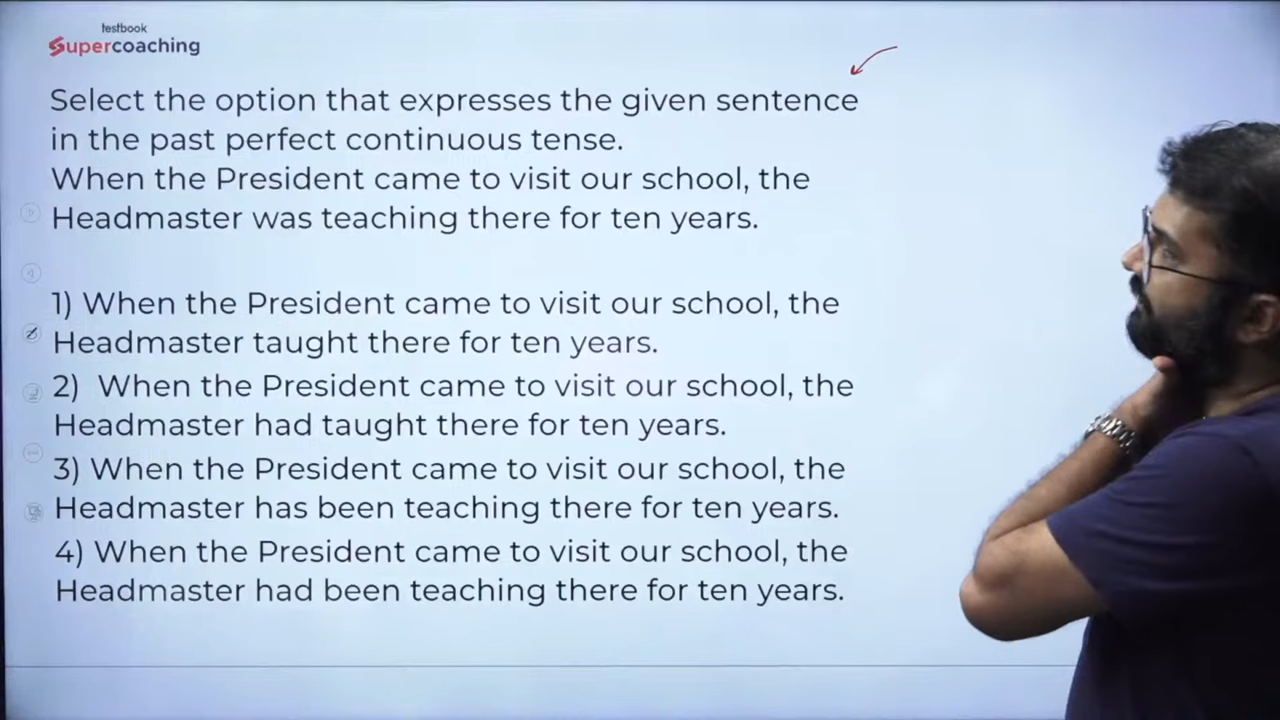 testbook
Supercoaching
Select the option that expresses the given sentence
in the past perfect continuous tense.
When the President came to visit our school, the
Headmaster was teaching there for ten years.
1) When the President came to visit our school, the
Headmaster taught there for ten years.
2) When the President came to visit our school, the
Headmaster had taught there for ten years.
3) When the President came to visit our school, the
Headmaster has been teaching there for ten years.
4) When the President came to visit our school, the
Headmaster had been teaching there for ten years.